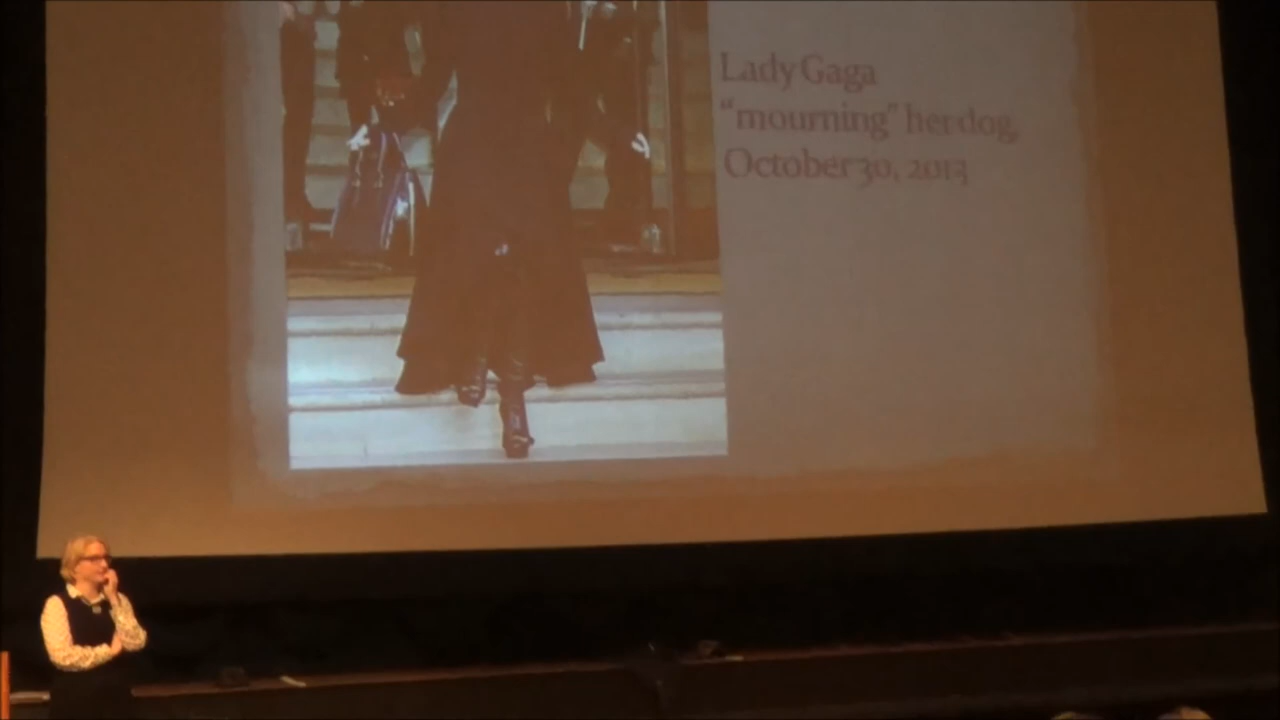 Lady Gaga
“mourning” her dog,
October 30, 2013